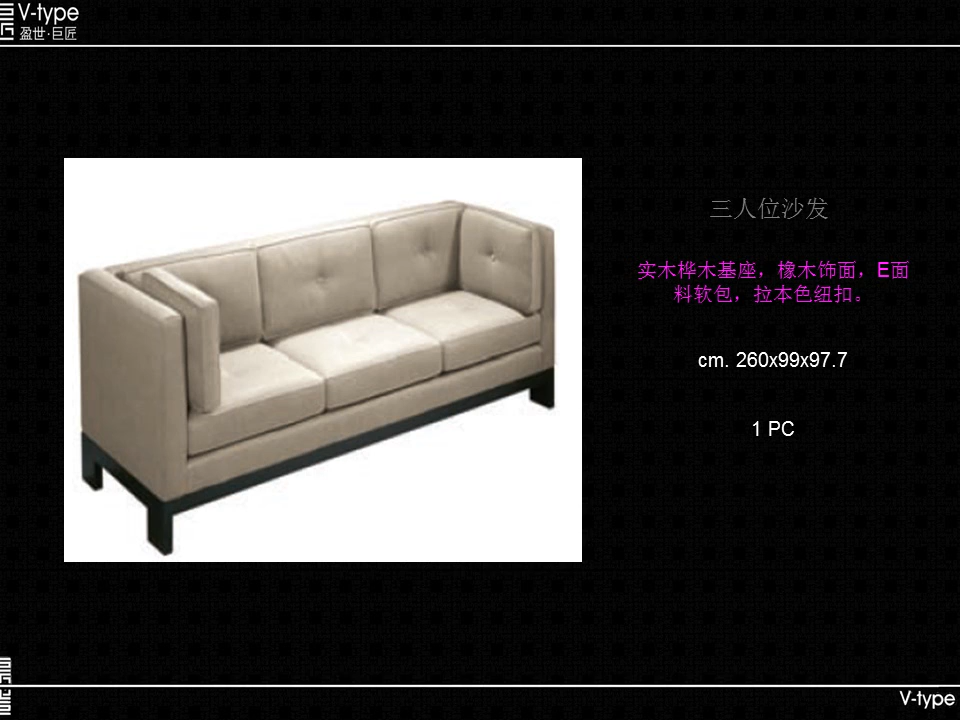 V-type
盈世·巨匠
三人位沙发
实木桦木基座，橡木饰面，E面
料软包，拉本色纽扣。
cm. 260x99x97.7
1 PC
V-type